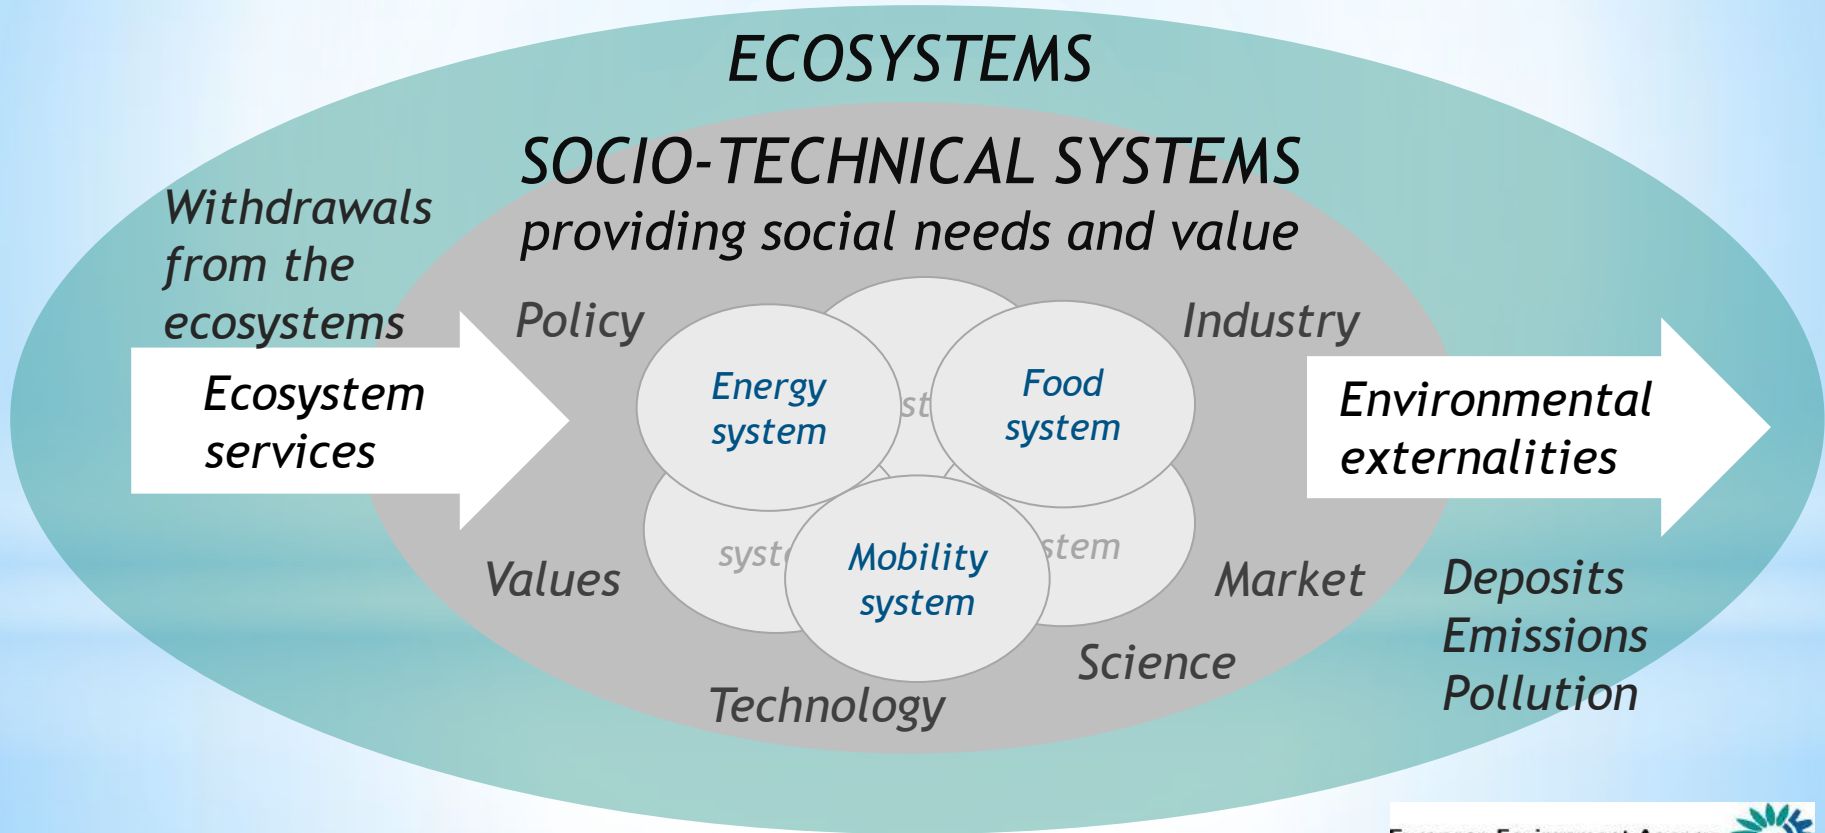 ECOSYSTEMS
SOCIO-TECHNICAL SYSTEMS
providing social needs and value
Withdrawals
from the
ecosystems
Ecosystem
services
Policy
Industry
Energy
system
Food
system
Environmental
externalities
Values
Mobility
system
Market
Science
Technology
Deposits
Emissions
Pollution